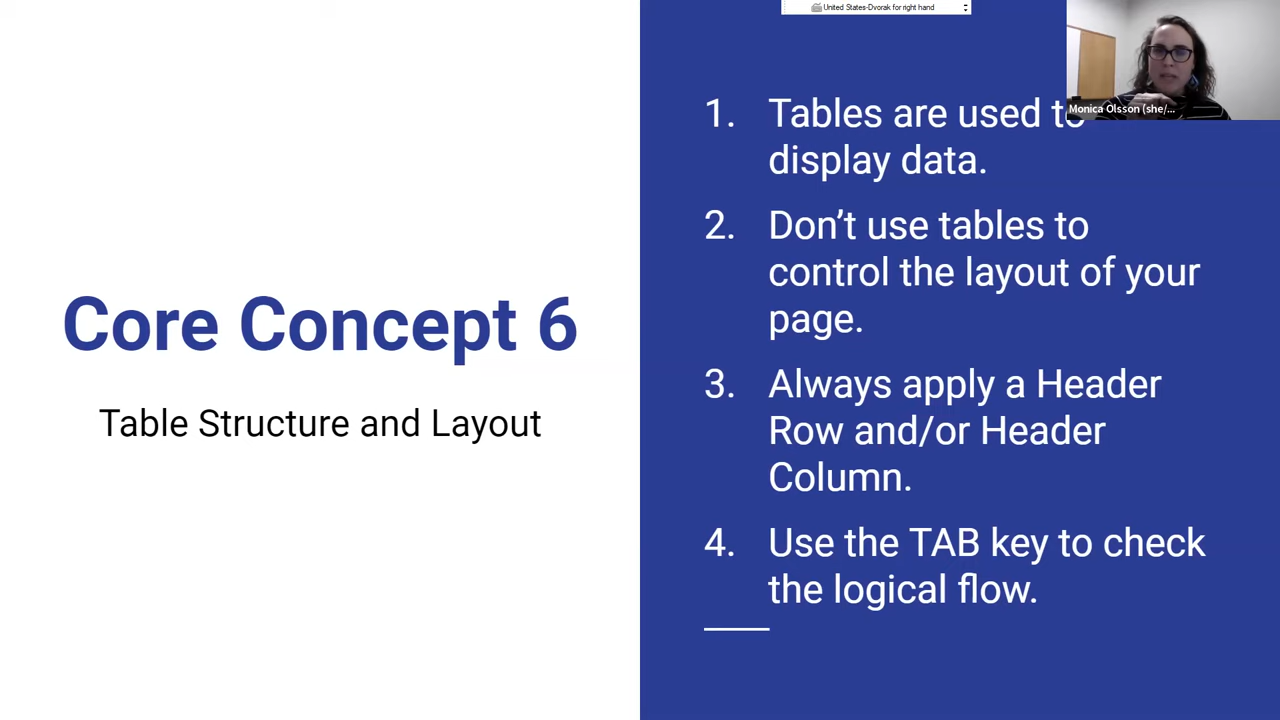 United States-Dvorak for right hand
Monica Olsson (she/...
Core Concept 6
Table Structure and Layout
1. Tables are used to
display data.
2. Don’t use tables to
control the layout of your
page.
3. Always apply a Header
Row and/or Header
Column.
4. Use the TAB key to check
the logical flow.